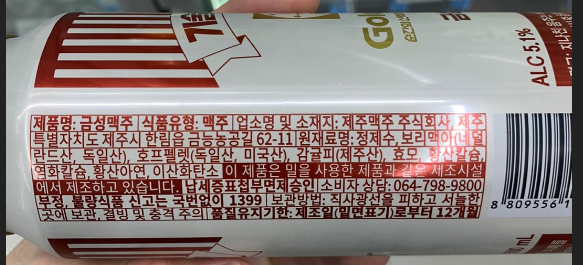 기술
Gol
금
ALC 5.1%
제품명: 금성맥주 식품유형: 맥주 업소명 및 소재지: 제주맥주 주식회사, 제주
특별자치도 제주시 한림읍 금능농공길 62-11 원재료명: 정제수, 보리맥아(네덜
란드산, 독일산), 호프펠렛(독일산, 미국산), 감귤피(제주산), 효모, 황산칼슘,
염화칼슘, 황산아연, 이산화탄소 이 제품은 밀을 사용한 제품과 같은 제조시설
에서 제조하고 있습니다. 납세증표첩부면제승인 소비자 상담: 064-798-9800
부정, 불량식품 신고는 국번없이 1399 보관방법: 직사광선을 피하고 서늘한
곳에 보관, 결빙 및 충격 주의 품질유지기한: 제조일(밑면표기)로부터 12개월
8 809556 1